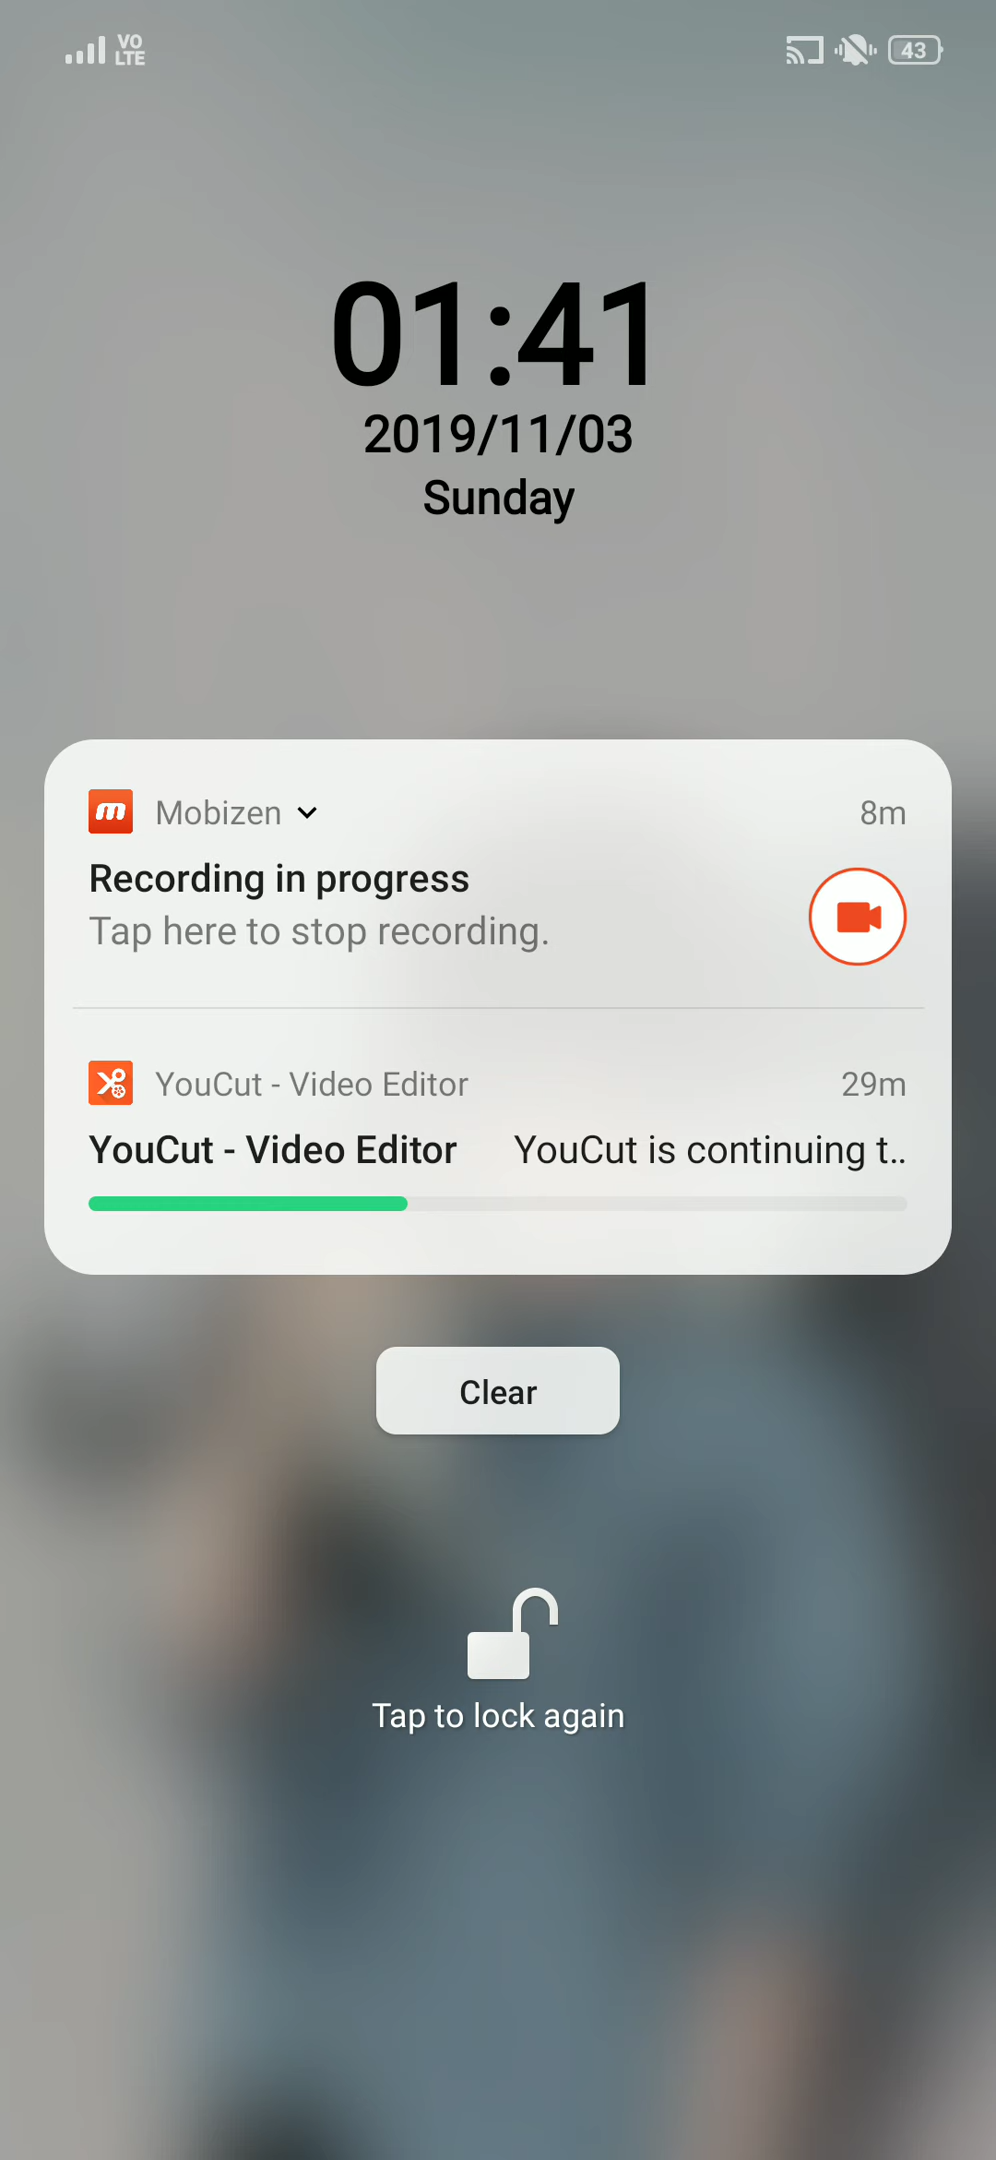 VO
LTE
43
01:41
2019/11/03
Sunday
Mobizen
8m
Recording in progress
Tap here to stop recording.
YouCut - Video Editor
29m
YouCut - Video Editor YouCut is continuing t..
Clear
Tap to lock again